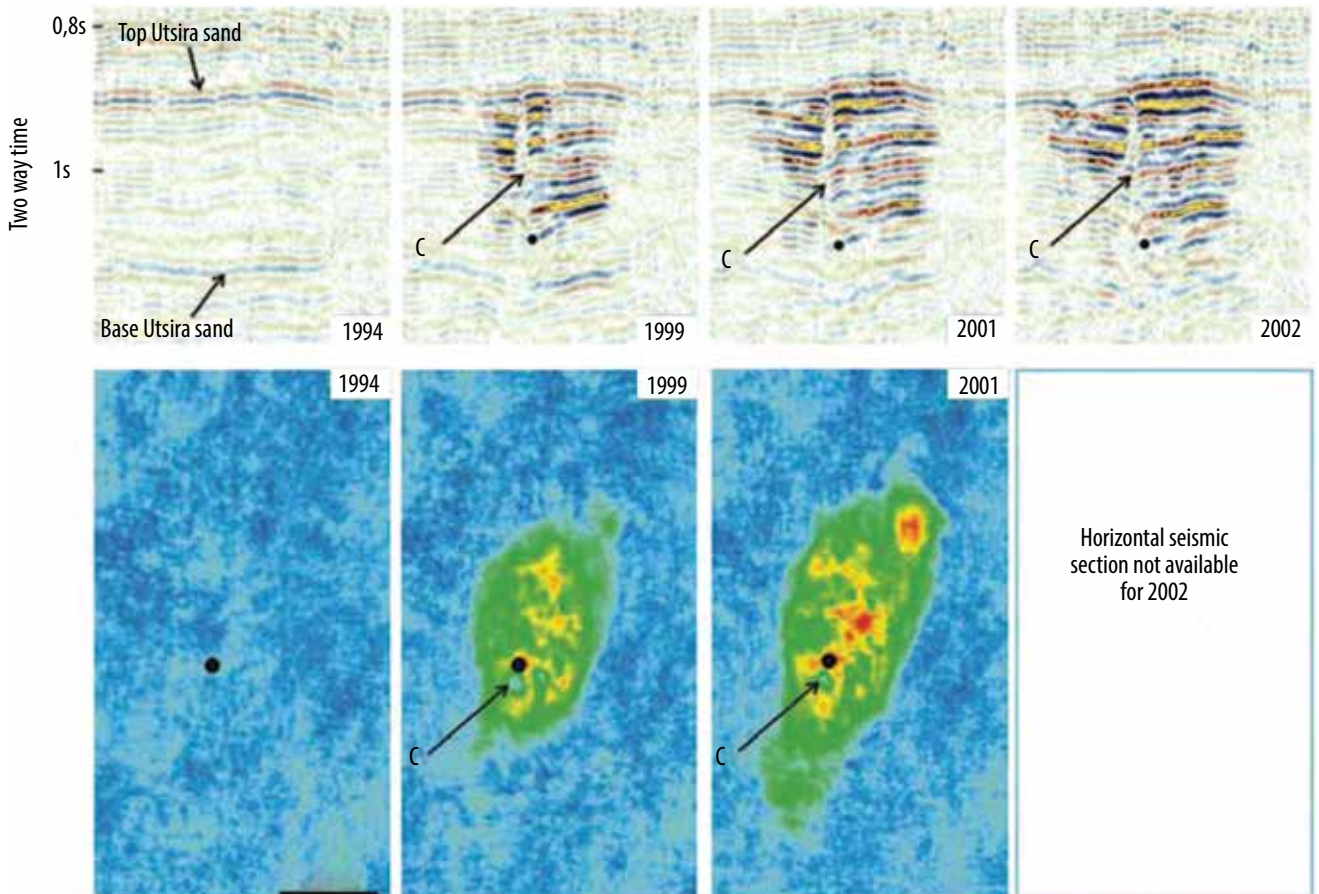 0,8s
Top Utsira sand
Two way time
1s
C
C
C
Base Utsira sand
1994
1999
2001
2002
1994
1999
2001
Horizontal seismic
section not available
for 2002
C
C